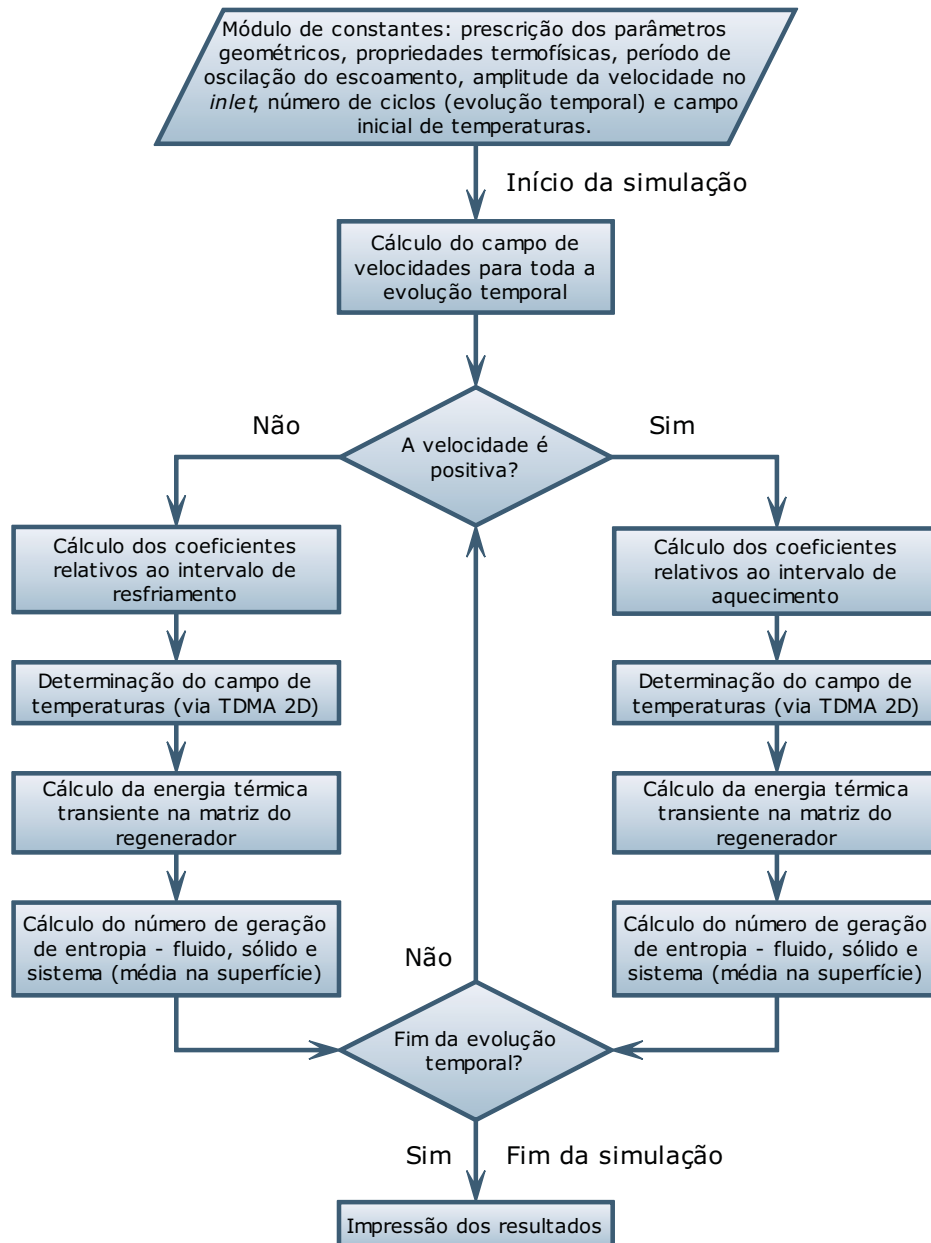 Módulo de constantes: prescrição dos parâmetros
geométricos, propriedades termofísicas, período de
oscilação do escoamento, amplitude da velocidade no
inlet, número de ciclos (evolução temporal) e campo
inicial de temperaturas.
Início da simulação
Cálculo do campo de
velocidades para toda a
evolução temporal
Não
Sim
A velocidade é
positiva?
Cálculo dos coeficientes
relativos ao intervalo de
resfriamento
Determinação do campo de
temperaturas (via TDMA 2D)
Cálculo da energia térmica
transiente na matriz do
regenerador
Cálculo do número de geração
de entropia - fluido, sólido e
sistema (média na superfície)
Cálculo dos coeficientes
relativos ao intervalo de
aquecimento
Determinação do campo de
temperaturas (via TDMA 2D)
Cálculo da energia térmica
transiente na matriz do
regenerador
Cálculo do número de geração
de entropia - fluido, sólido e
sistema (média na superfície)
Não
Fim da evolução
temporal?
Sim
Fim da simulação
Impressão dos resultados